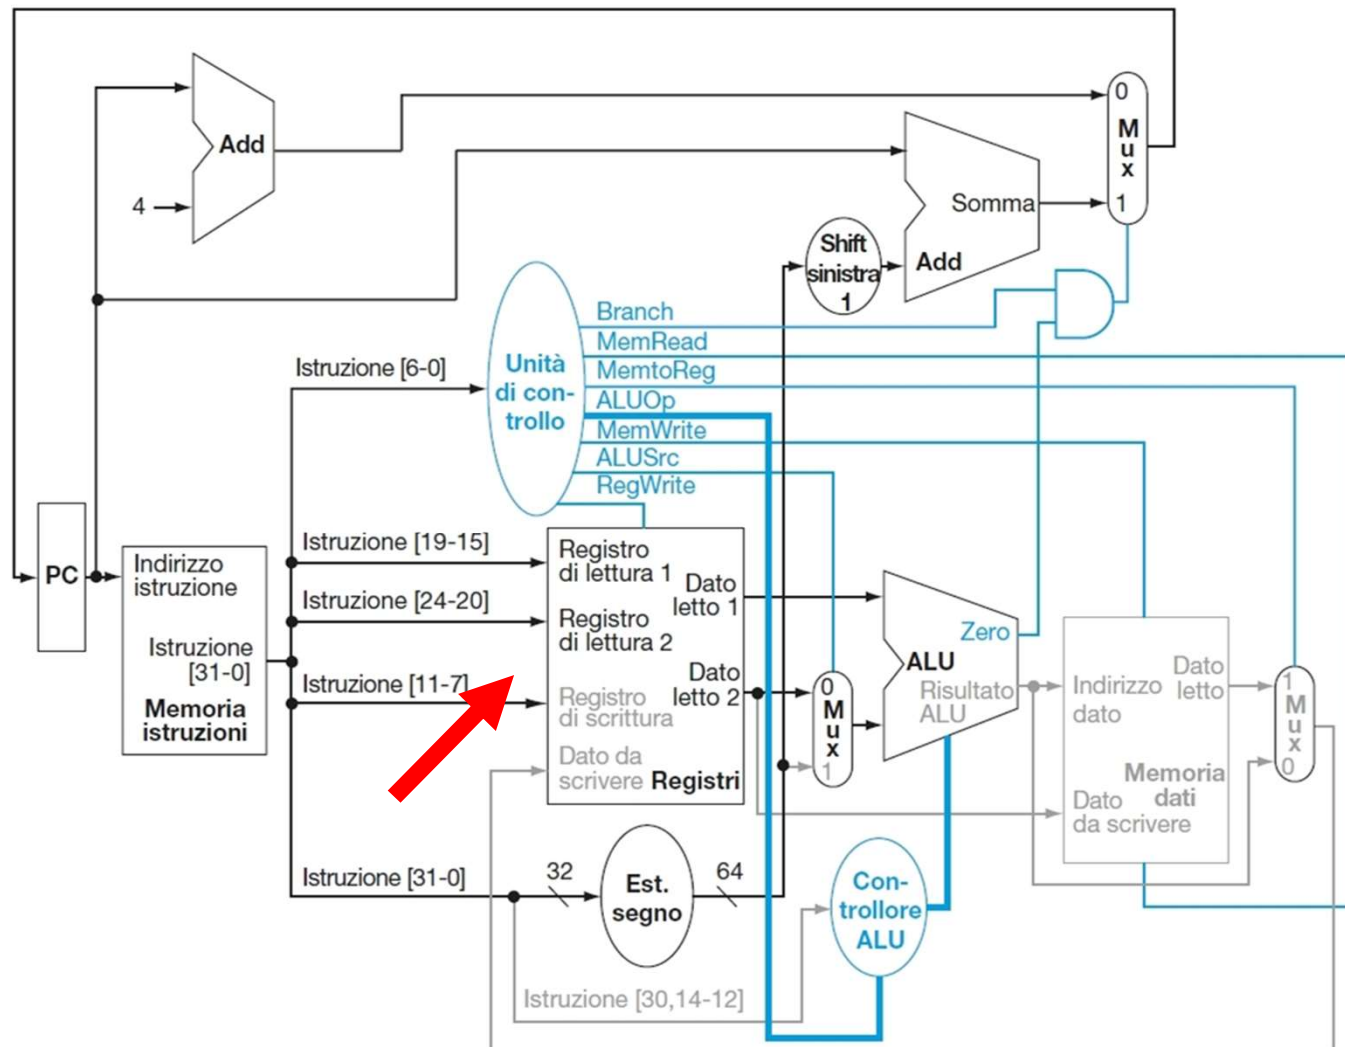 Add
4
0
Mux
1
Somma
Add
Shift
sinistra
1
Branch
MemRead
MemtoReg
ALUOp
MemWrite
ALUSrc
RegWrite
Unità
di con-
trollo
Istruzione [6-0]
PC
Indirizzo
istruzione
Istruzione
[31-0]
Memoria
istruzioni
Istruzione [19-15]
Istruzione [24-20]
Istruzione [11-7]
Istruzione [31-0]
Registro
di lettura 1
Registro
di lettura 2
Registro
di scrittura
Dato da
scrivere
Registri
Dato
letto 1
Dato
letto 2
0
Mux
1
Zero
ALU
Risultato
ALU
Indirizzo
dato
Dato
letto
Memoria
dati
Dato
da scrivere
1
Mux
0
32
Est.
segno
64
Con-
trollore
ALU
Istruzione [30,14-12]